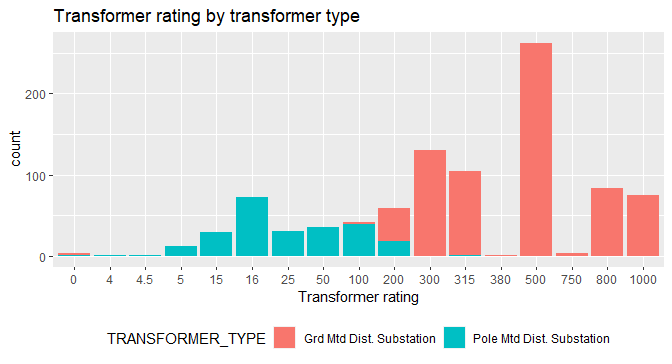 Transformer rating by transformer type
count
200
100
0
0 4 4.5 5 15 16 25 50 100 200 300 315 380 500 750 800 1000
Transformer rating
TRANSFORMER_TYPE Grd Mtd Dist. Substation Pole Mtd Dist. Substation